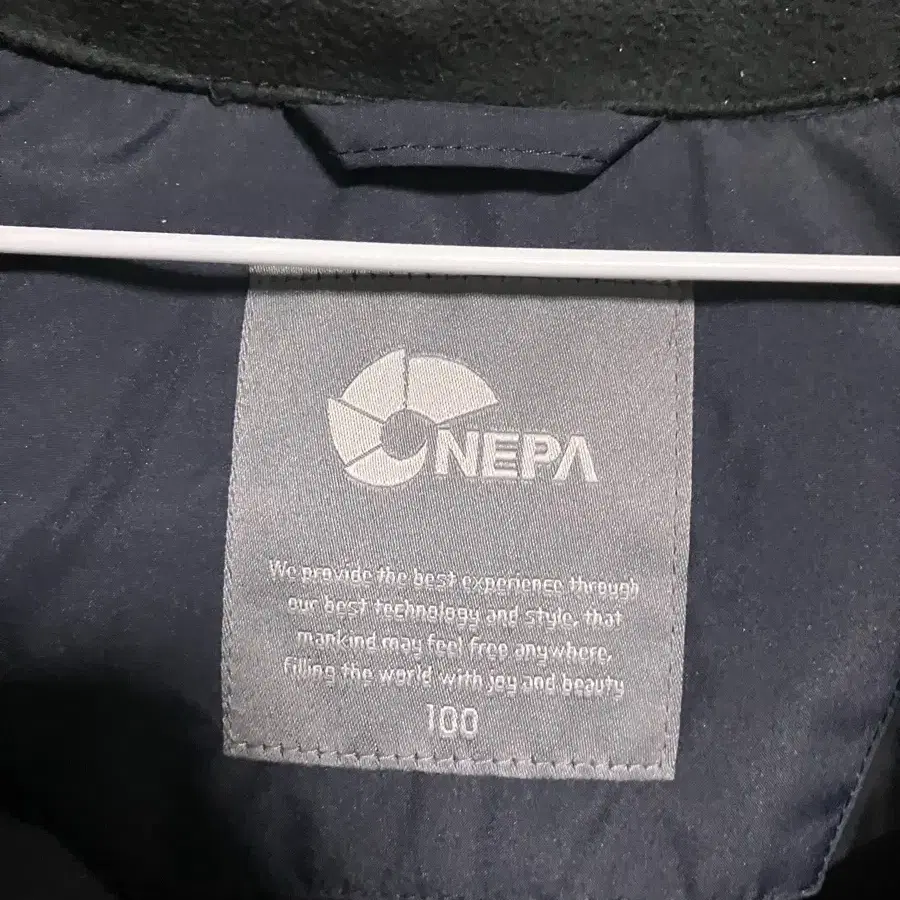 NEPA
We provide the best experience through
our best technology and style, that
mankind may feel free anywhere,
filling the world with joy and beauty
100